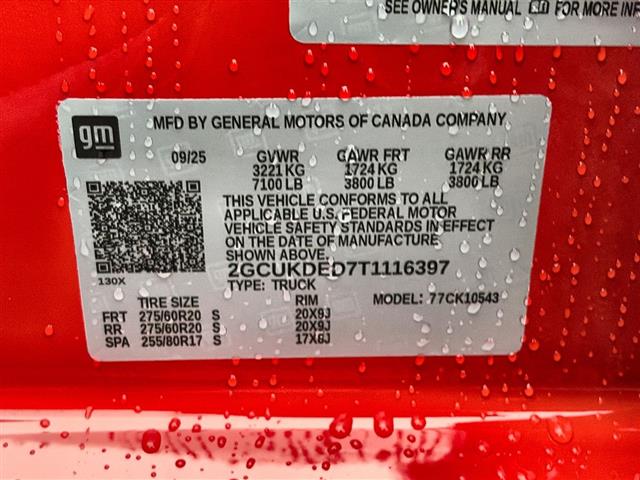 SEE OWNER'S MANUAL gm FOR MORE INF
gm MFD BY GENERAL MOTORS OF CANADA COMPANY
09/25 GVWR GAWR FRT GAWR RR
3221 KG 1724 KG 1724 KG
7100 LB 3800 LB 3800 LB
THIS VEHICLE CONFORMS TO ALL
APPLICABLE U.S. FEDERAL MOTOR
VEHICLE SAFETY STANDARDS IN EFFECT
ON THE DATE OF MANUFACTURE
SHOWN ABOVE.
2GCUKDED7T1116397
130X
TYPE: TRUCK
TIRE SIZE RIM MODEL: 77CK10543
FRT 275/60R20 S 20X9J
RR 275/60R20 S 20X9J
SPA 255/80R17 S 17X6J